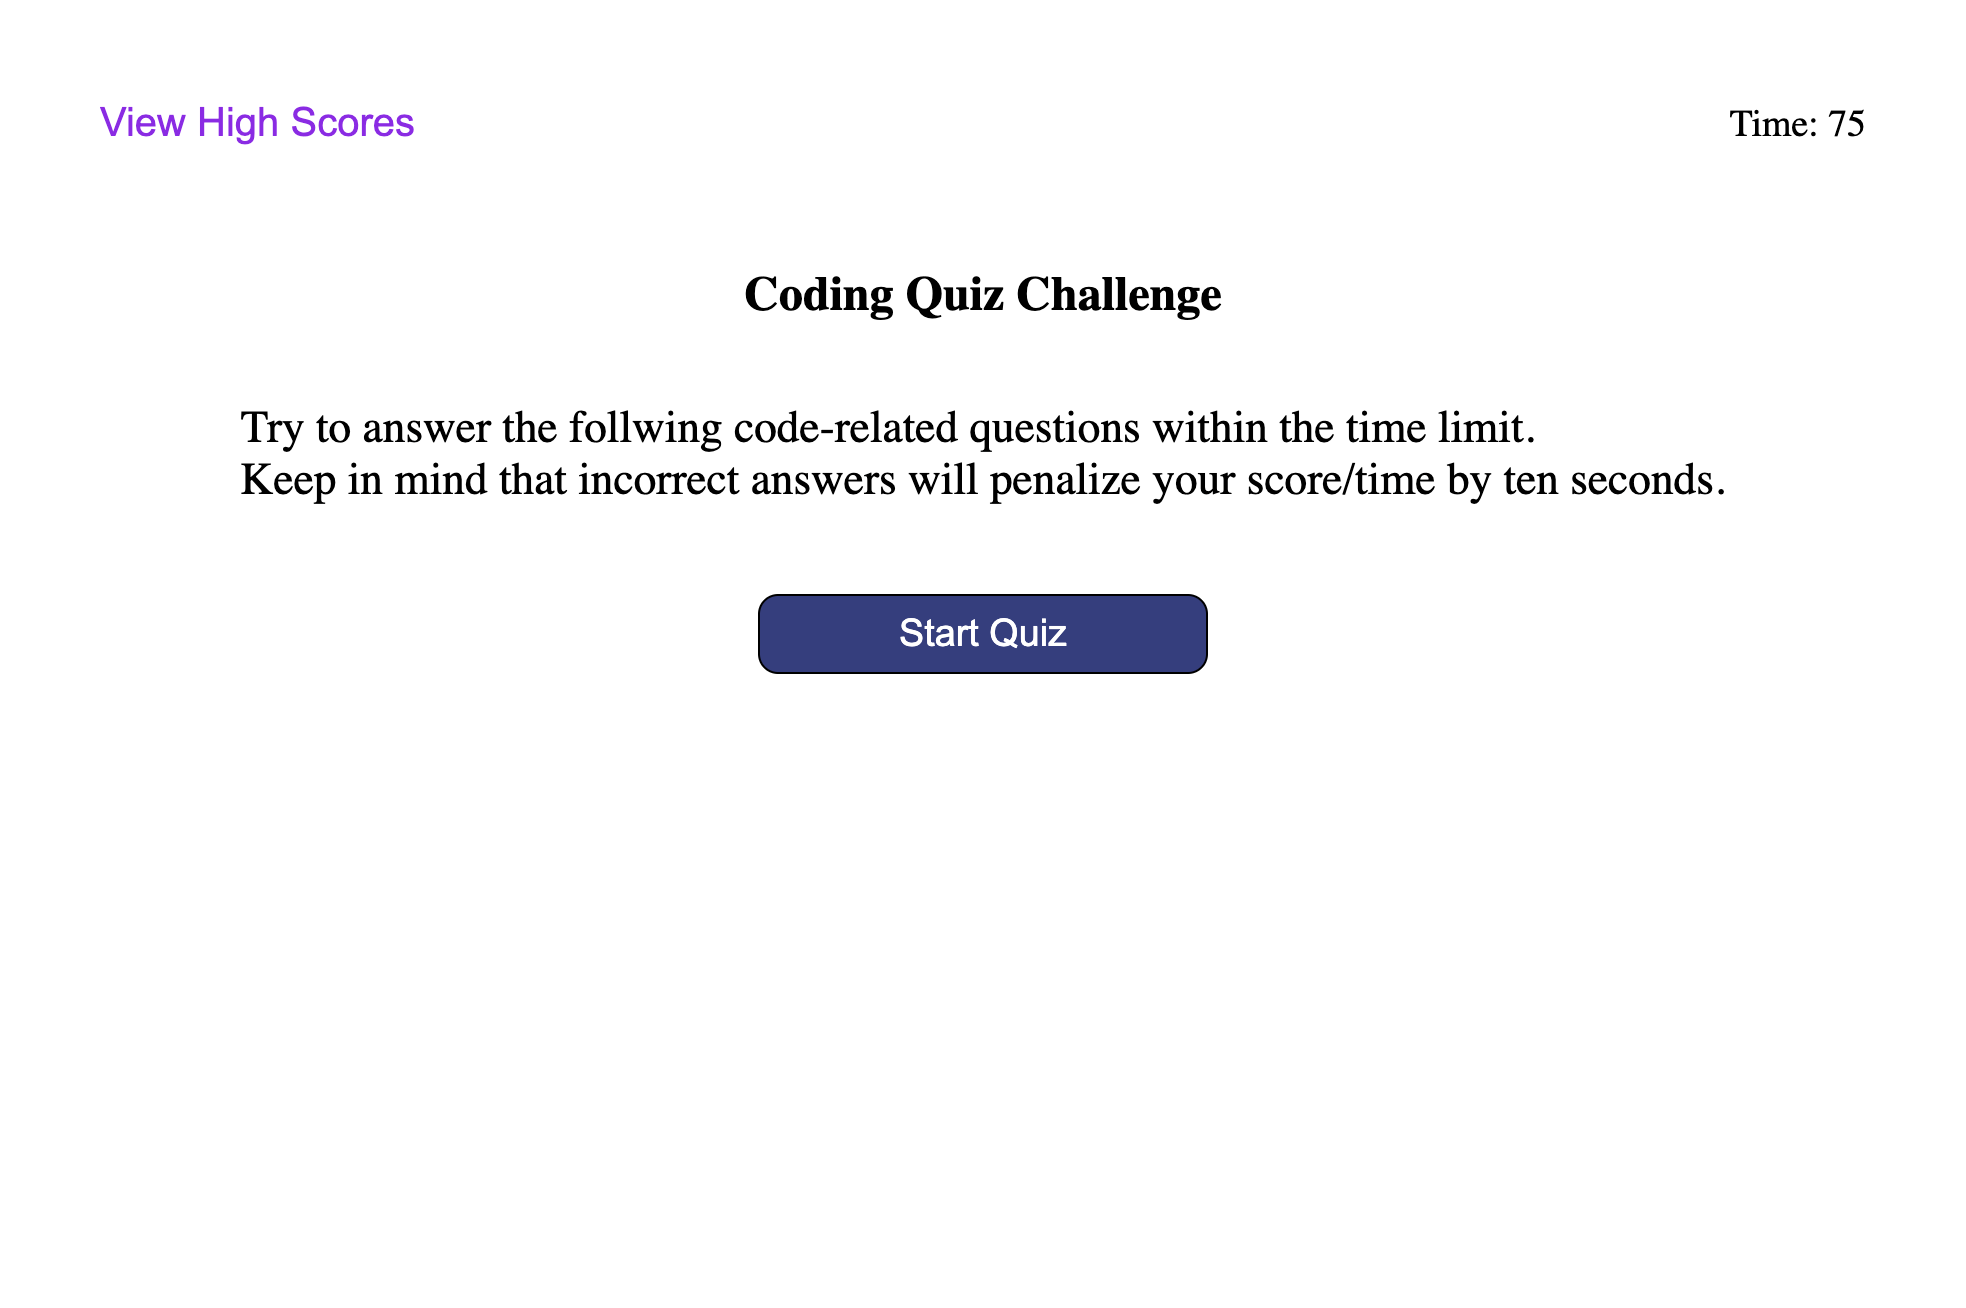 View High Scores
Time: 75
Coding Quiz Challenge
Try to answer the follwing code-related questions within the time limit.
Keep in mind that incorrect answers will penalize your score/time by ten seconds.
Start Quiz